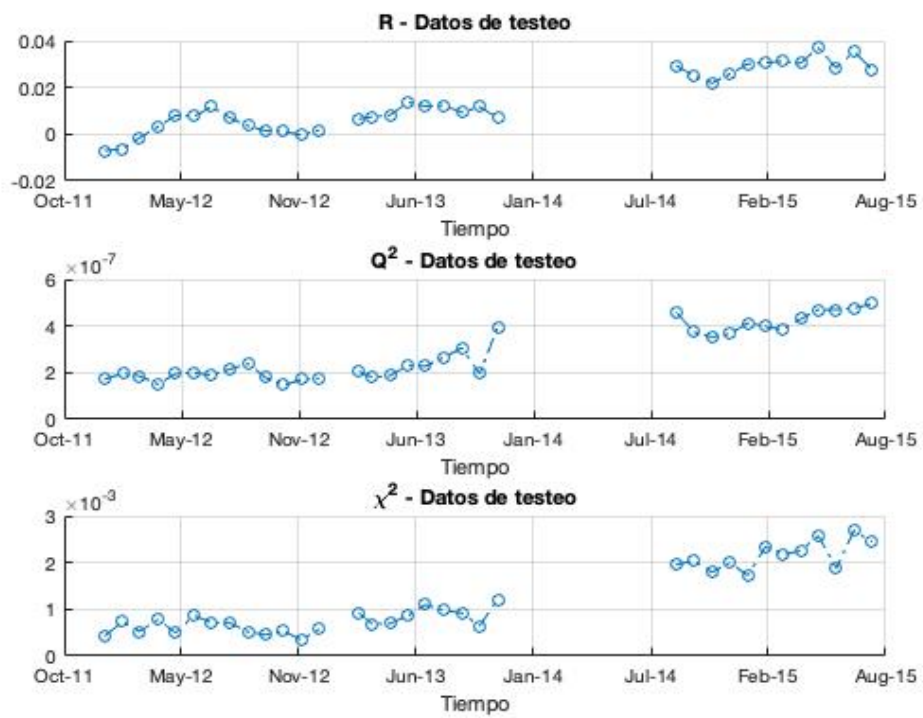 R - Datos de testeo
0.04
0.02
0
-0.02
Oct-11 May-12 Nov-12 Jun-13 Jan-14 Jul-14 Feb-15 Aug-15
Tiempo
Q² - Datos de testeo
×10⁻⁷
6
4
2
0
Oct-11 May-12 Nov-12 Jun-13 Jan-14 Jul-14 Feb-15 Aug-15
Tiempo
χ² - Datos de testeo
×10⁻³
3
2
1
0
Oct-11 May-12 Nov-12 Jun-13 Jan-14 Jul-14 Feb-15 Aug-15
Tiempo